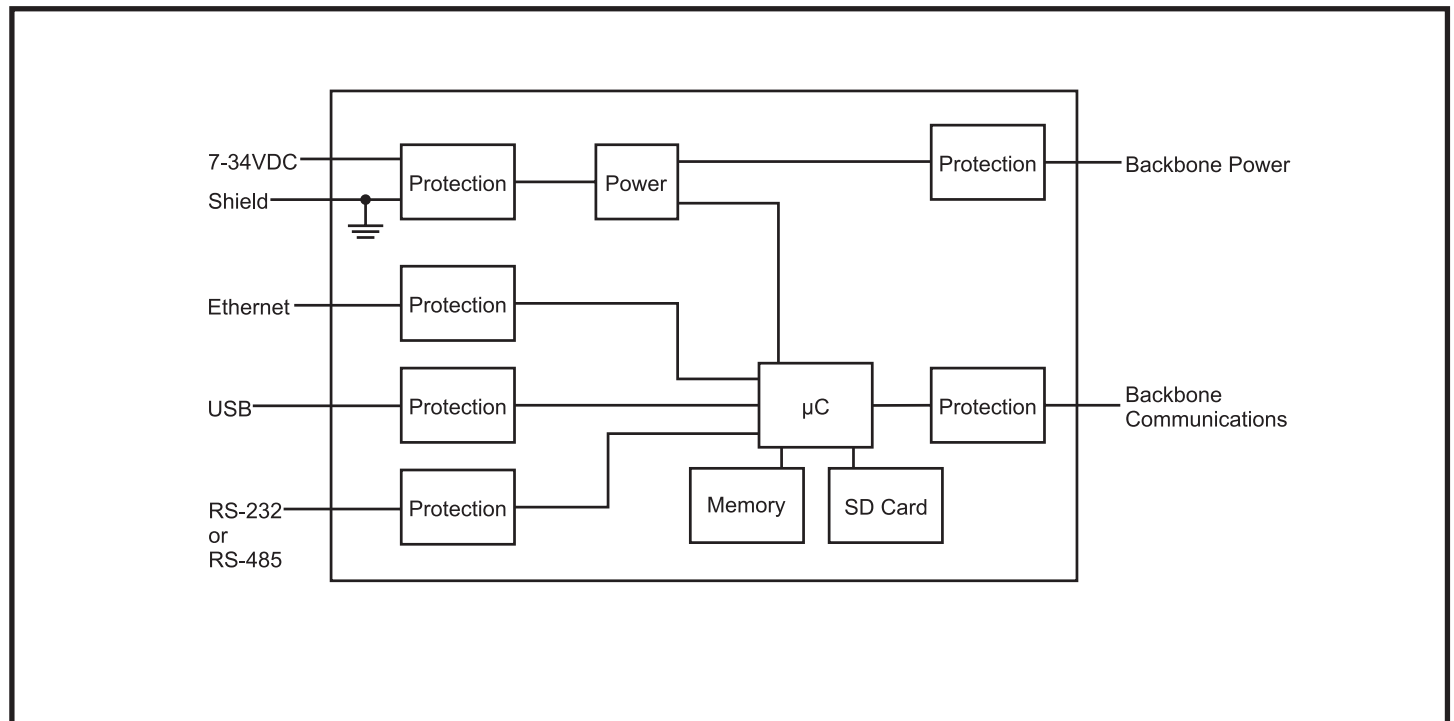 7-34VDC
Shield
Protection
Power
Protection
Backbone Power
Ethernet
Protection
USB
Protection
µC
Protection
Backbone
Communications
RS-232
or
RS-485
Protection
Memory
SD Card